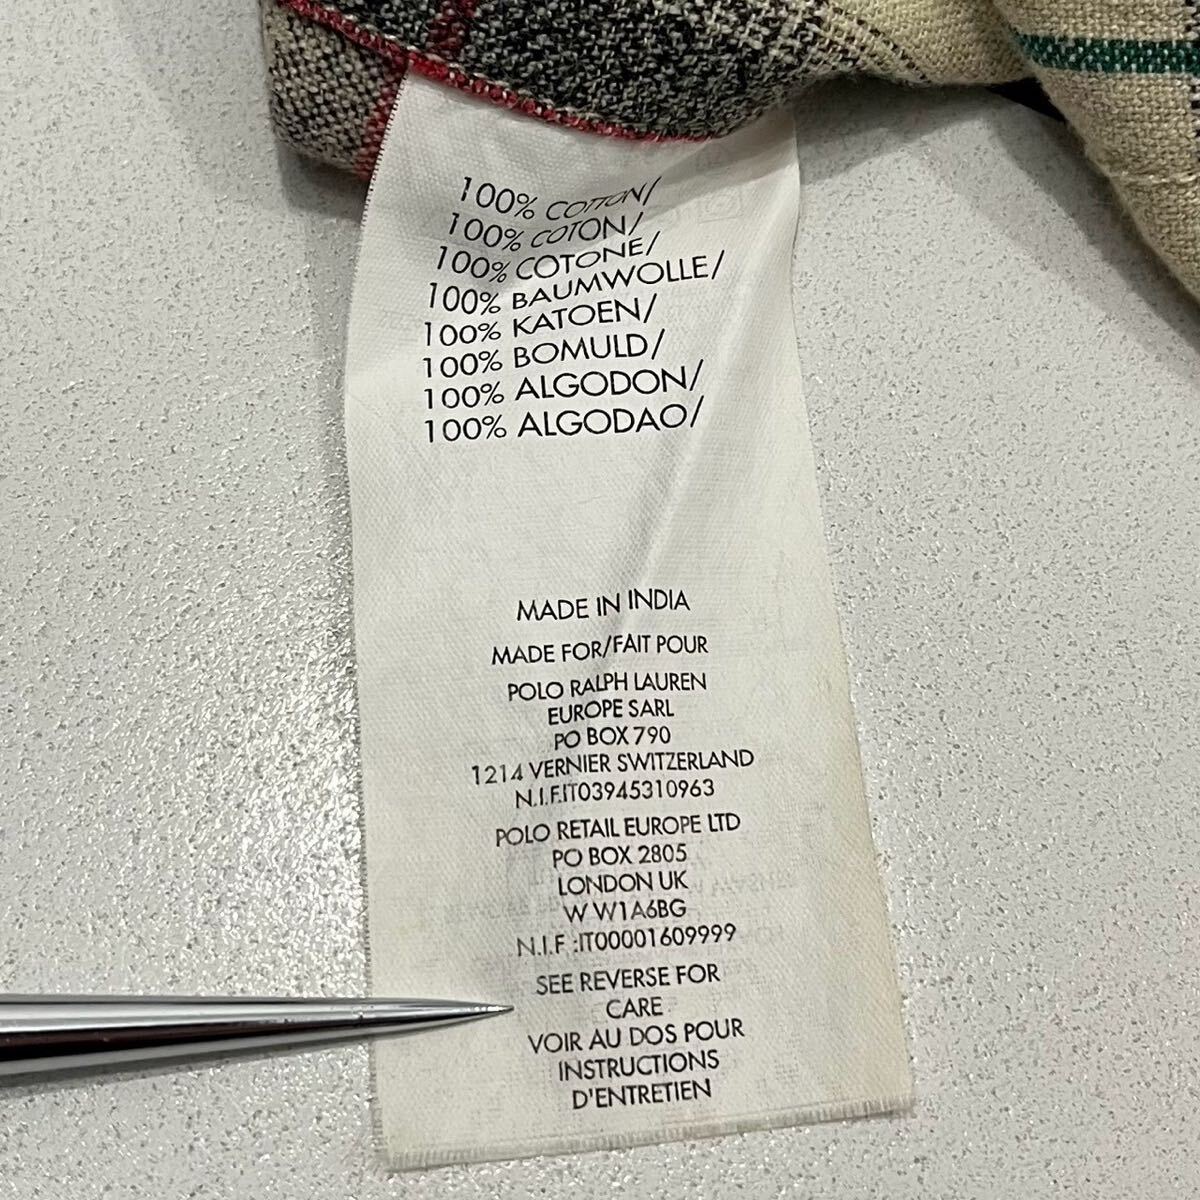 100% COTTON/
100% COTON/
100% COTONE/
100% BAUMWOLLE/
100% KATOEN/
100% BOMULD/
100% ALGODON/
100% ALGODAO/
MADE IN INDIA
MADE FOR/FAIT POUR
POLO RALPH LAUREN
EUROPE SARL
PO BOX 790
1214 VERNIER SWITZERLAND
N.I.F.IT03945310963
POLO RETAIL EUROPE LTD
PO BOX 2805
LONDON UK
W W1A6BG
N.I.F :IT00001609999
SEE REVERSE FOR
CARE
VOIR AU DOS POUR
INSTRUCTIONS
D'ENTRETIEN